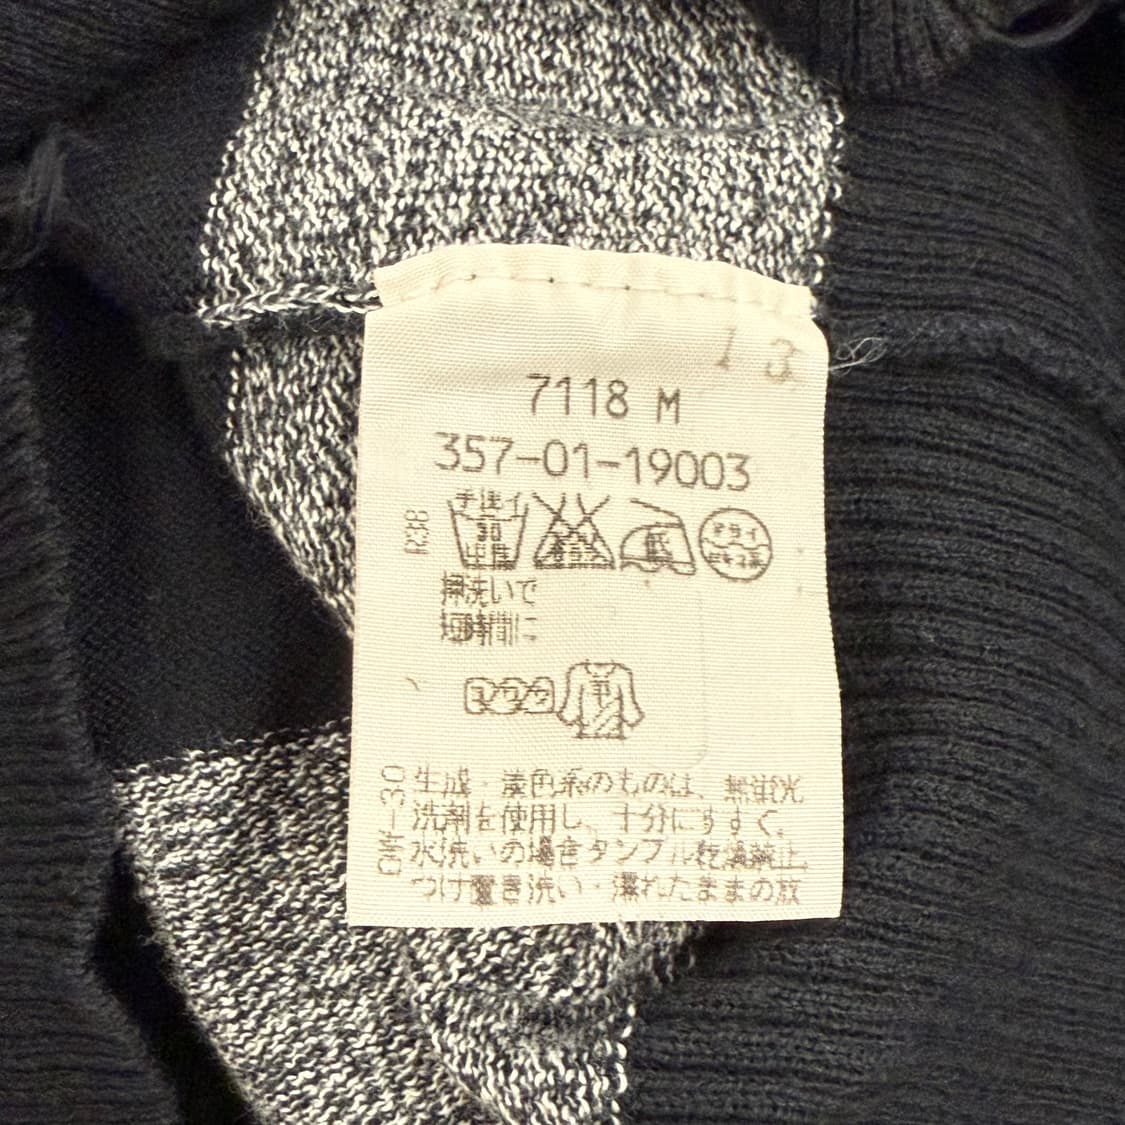 13
7118 M
357-01-19003
R38
手洗イ
30
中性
低
ドライ
押洗いで
短時間に
DMF-30
生成・淡色系のものは、無蛍光
洗剤を使用し、十分にすすぐ。
水洗いの場合タンブル乾燥禁止
つけ置き洗い・濡れたままの放